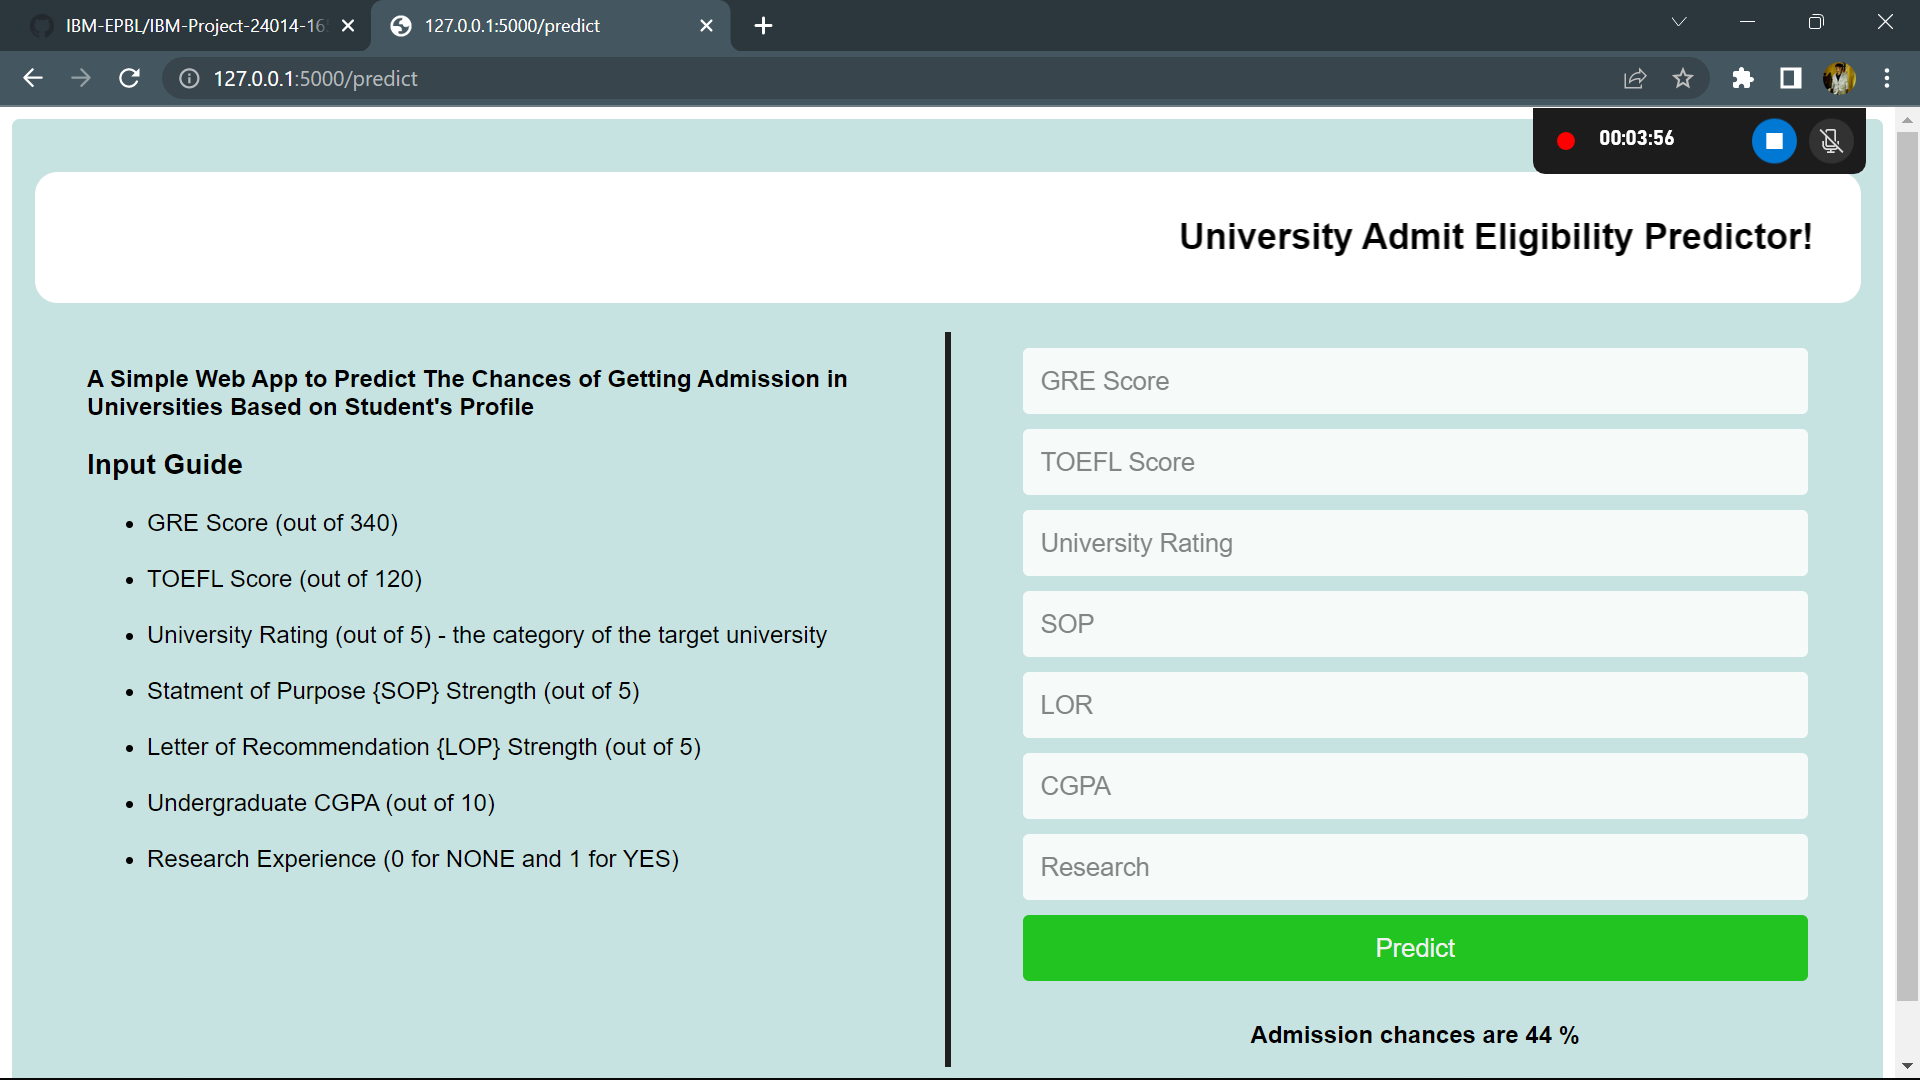 IBM-EPBL/IBM-Project-24014-16
127.0.0.1:5000/predict
127.0.0.1:5000/predict
00:03:56
University Admit Eligibility Predictor!
A Simple Web App to Predict The Chances of Getting Admission in
Universities Based on Student's Profile
Input Guide
• GRE Score (out of 340)
• TOEFL Score (out of 120)
• University Rating (out of 5) - the category of the target university
• Statment of Purpose {SOP} Strength (out of 5)
• Letter of Recommendation {LOP} Strength (out of 5)
• Undergraduate CGPA (out of 10)
• Research Experience (0 for NONE and 1 for YES)
GRE Score
TOEFL Score
University Rating
SOP
LOR
CGPA
Research
Predict
Admission chances are 44 %